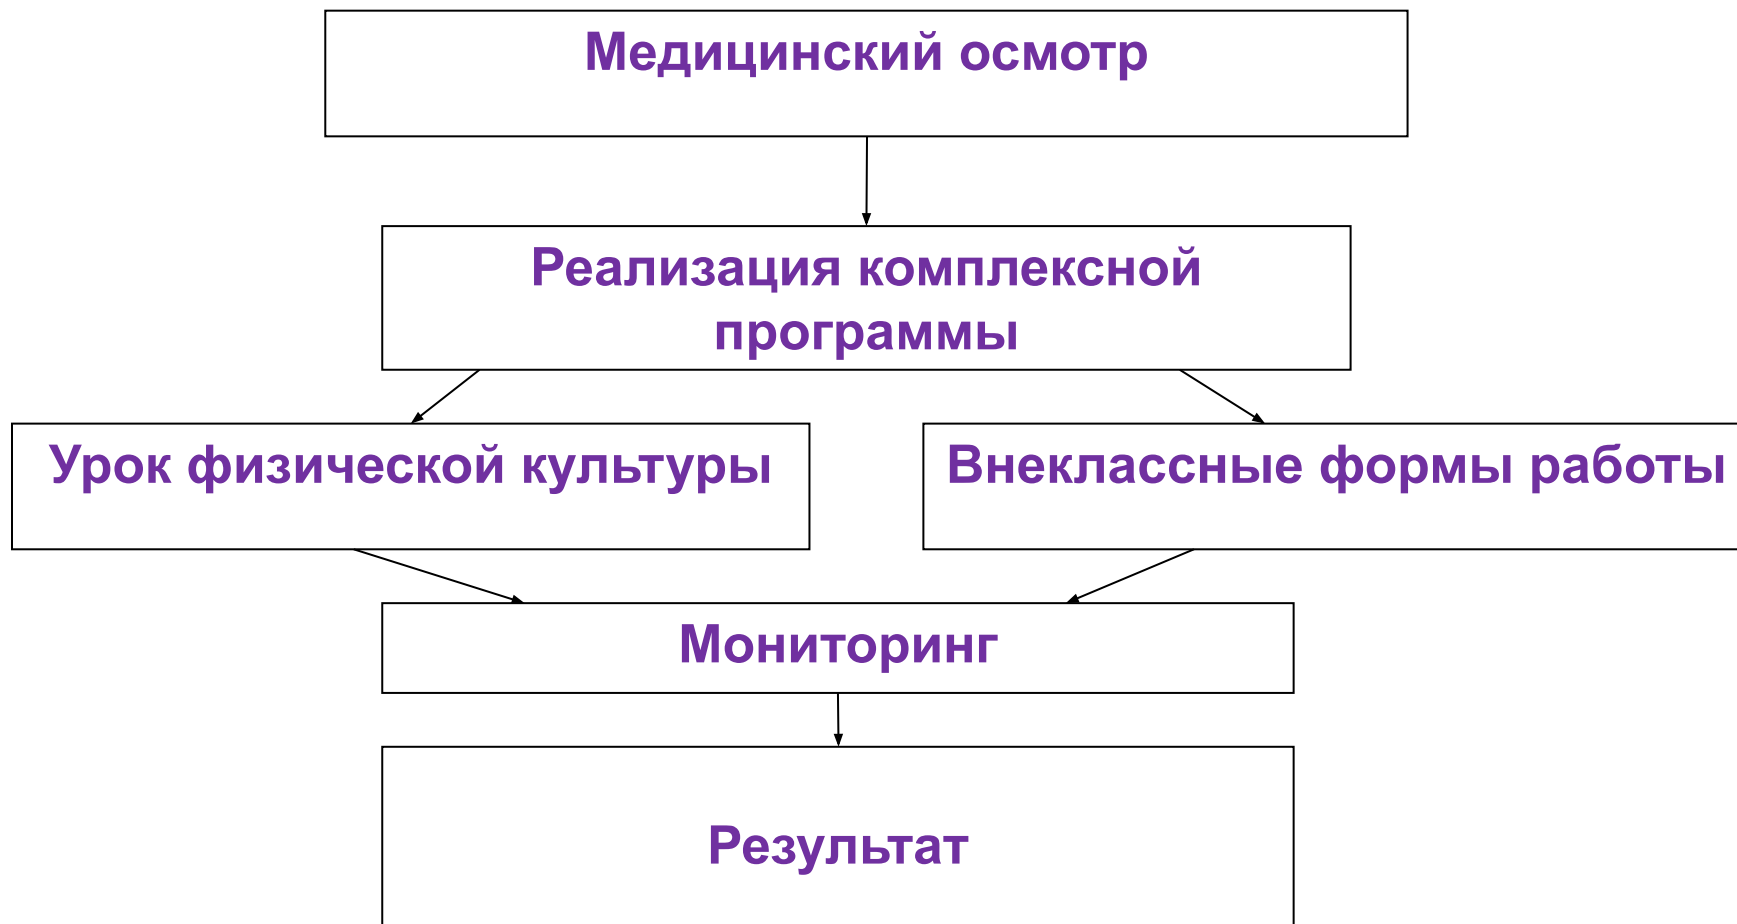 Медицинский осмотр
Реализация комплексной
программы
Урок физической культуры
Внеклассные формы работы
Мониторинг
Результат